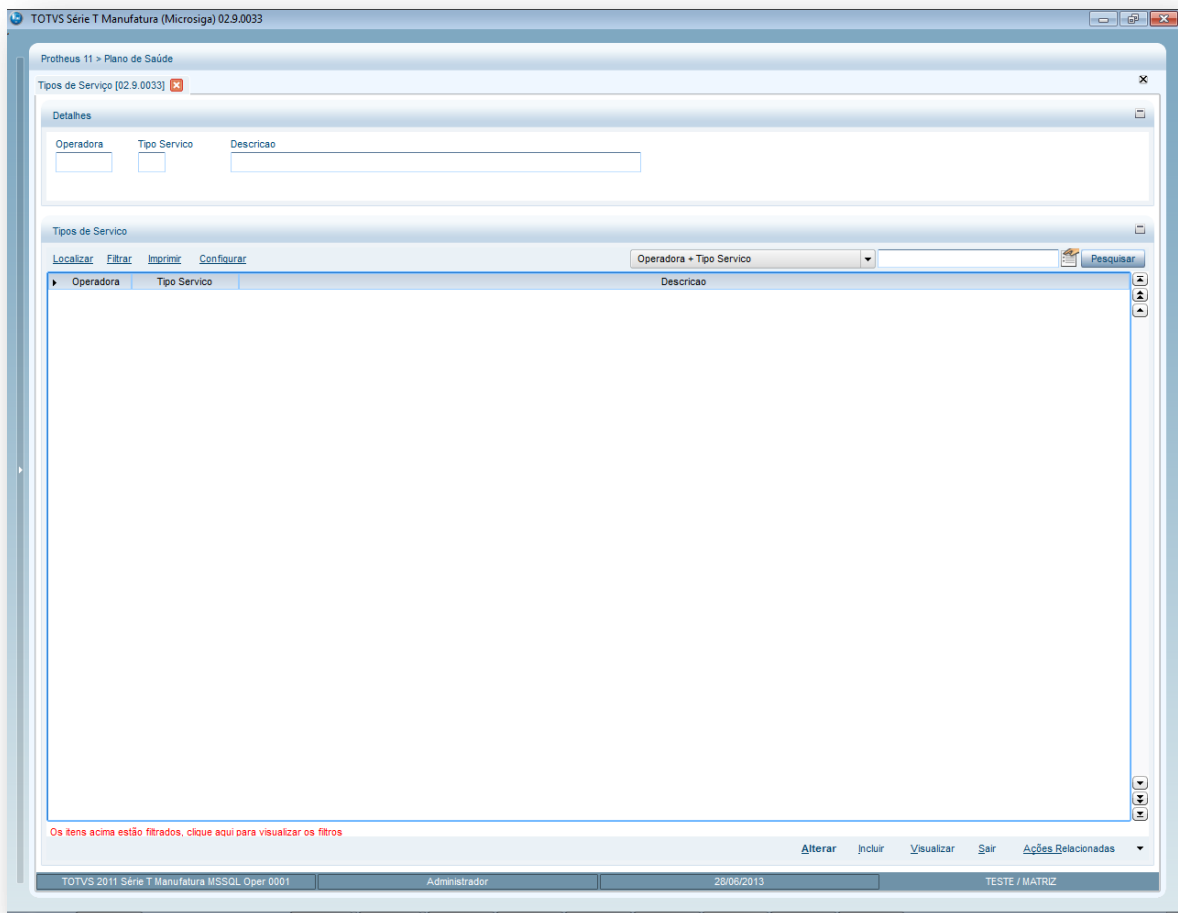 TOTVS Série T Manufatura (Microsiga) 02.9.0033
Protheus 11 > Plano de Saúde
Tipos de Serviço [02.9.0033]
Detalhes
Operadora Tipo Servico Descricao
Tipos de Servico
Localizar Filtrar Imprimir Configurar Operadora + Tipo Servico Pesquisar
Operadora Tipo Servico Descricao
Os itens acima estão filtrados, clique aqui para visualizar os filtros
Alterar Incluir Visualizar Sair Ações Relacionadas
TOTVS 2011 Série T Manufatura MSSQL Oper 0001 Administrador 28/06/2013 TESTE / MATRIZ